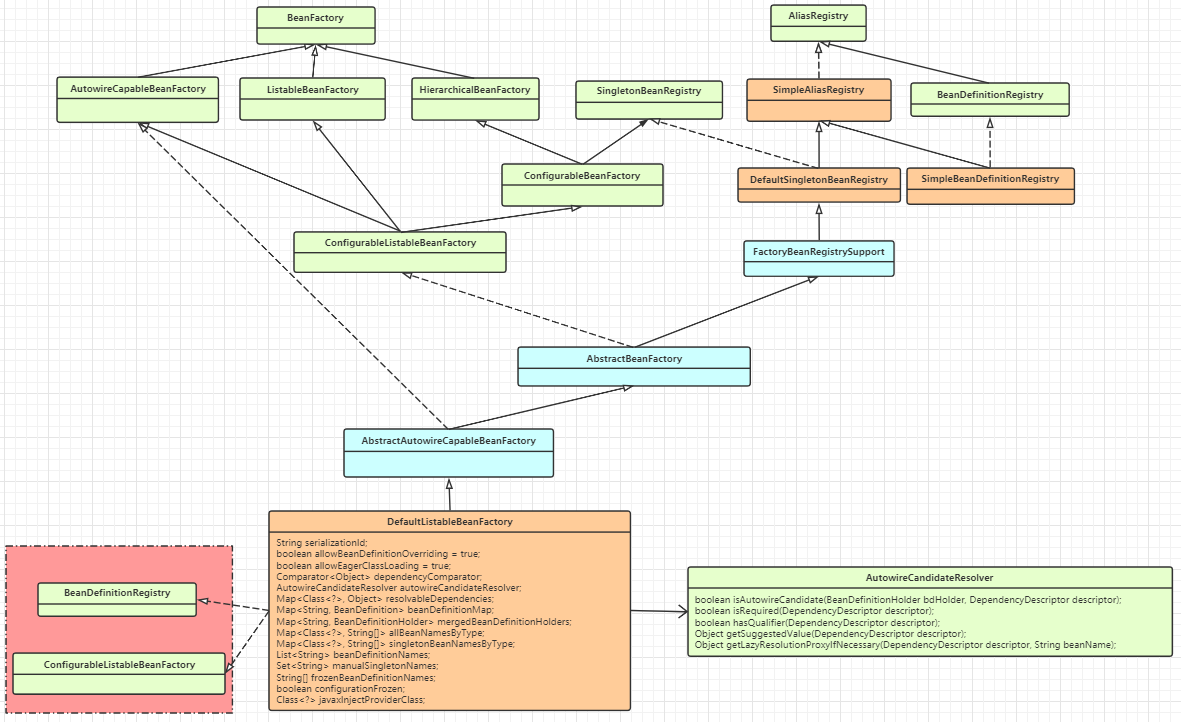 BeanFactory
AliasRegistry
AutowireCapableBeanFactory
ListableBeanFactory
HierarchicalBeanFactory
SingletonBeanRegistry
SimpleAliasRegistry
BeanDefinitionRegistry
ConfigurableBeanFactory
DefaultSingletonBeanRegistry
SimpleBeanDefinitionRegistry
ConfigurableListableBeanFactory
FactoryBeanRegistrySupport
AbstractBeanFactory
AbstractAutowireCapableBeanFactory
DefaultListableBeanFactory
String serializationId;
boolean allowBeanDefinitionOverriding = true;
boolean allowEagerClassLoading = true;
Comparator<Object> dependencyComparator;
AutowireCandidateResolver autowireCandidateResolver;
Map<Class<?>, Object> resolvableDependencies;
Map<String, BeanDefinition> beanDefinitionMap;
Map<String, BeanDefinitionHolder> mergedBeanDefinitionHolders;
Map<Class<?>, String[]> allBeanNamesByType;
Map<Class<?>, String[]> singletonBeanNamesByType;
List<String> beanDefinitionNames;
Set<String> manualSingletonNames;
String[] frozenBeanDefinitionNames;
boolean configurationFrozen;
Class<?> javaxInjectProviderClass;
BeanDefinitionRegistry
ConfigurableListableBeanFactory
AutowireCandidateResolver
boolean isAutowireCandidate(BeanDefinitionHolder bdHolder, DependencyDescriptor descriptor);
boolean isRequired(DependencyDescriptor descriptor);
boolean hasQualifier(DependencyDescriptor descriptor);
Object getSuggestedValue(DependencyDescriptor descriptor);
Object getLazyResolutionProxyIfNecessary(DependencyDescriptor descriptor, String beanName);